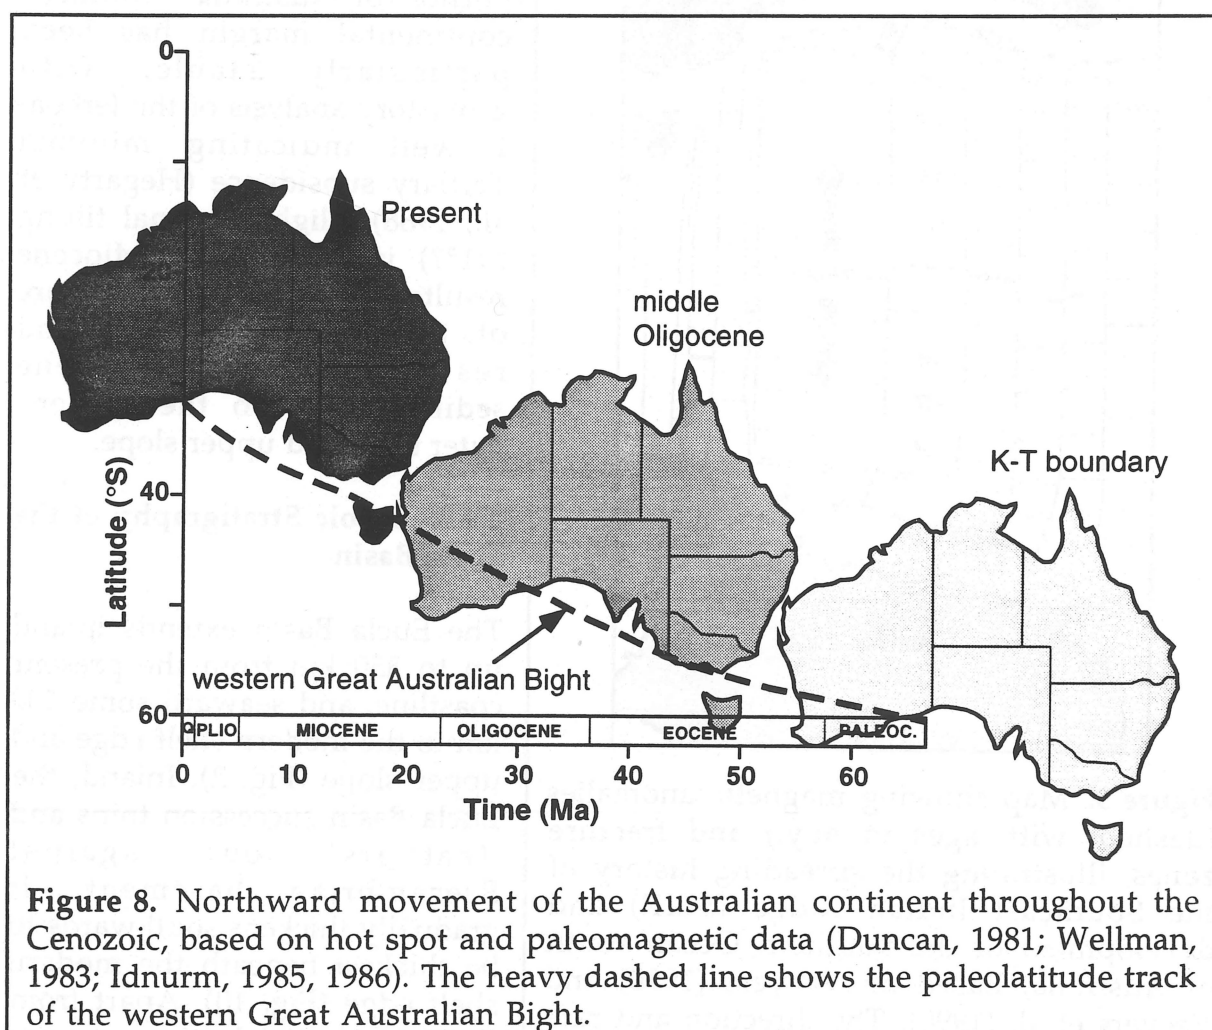 0
Present
20
middle
Oligocene
K-T boundary
40
Latitude (°S)
western Great Australian Bight
60
Q PLIO MIOCENE OLIGOCENE EOCENE PALEOC.
0 10 20 30 40 50 60
Time (Ma)
Figure 8. Northward movement of the Australian continent throughout the
Cenozoic, based on hot spot and paleomagnetic data (Duncan, 1981; Wellman,
1983; Idnurm, 1985, 1986). The heavy dashed line shows the paleolatitude track
of the western Great Australian Bight.